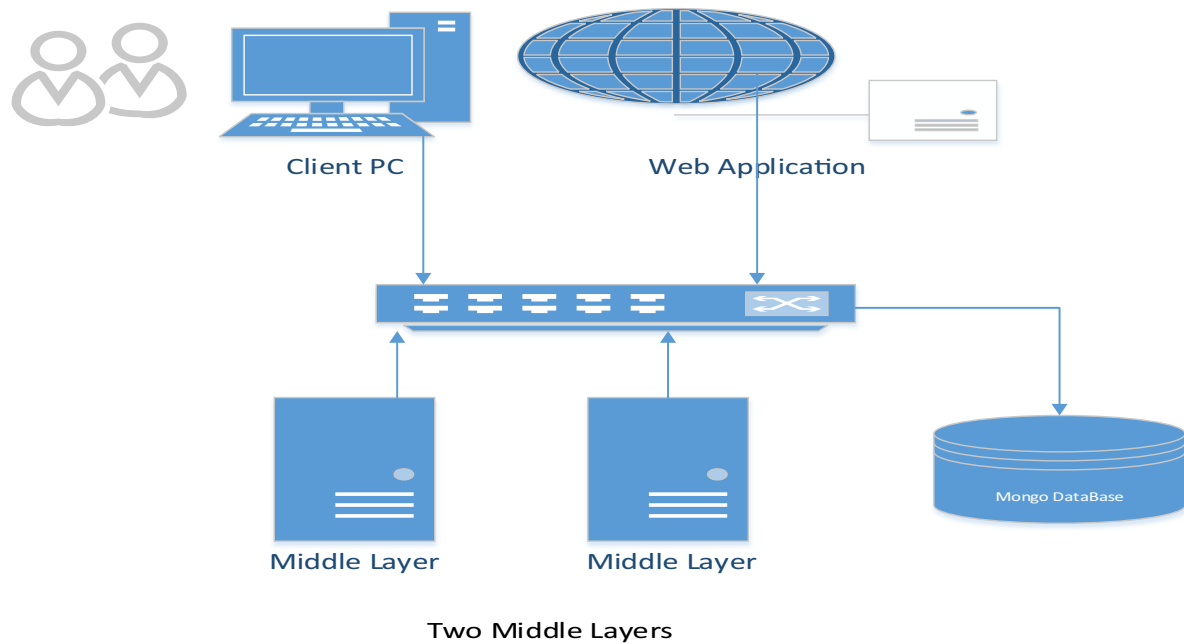 Client PC
Web Application
Mongo DataBase
Middle Layer
Middle Layer
Two Middle Layers